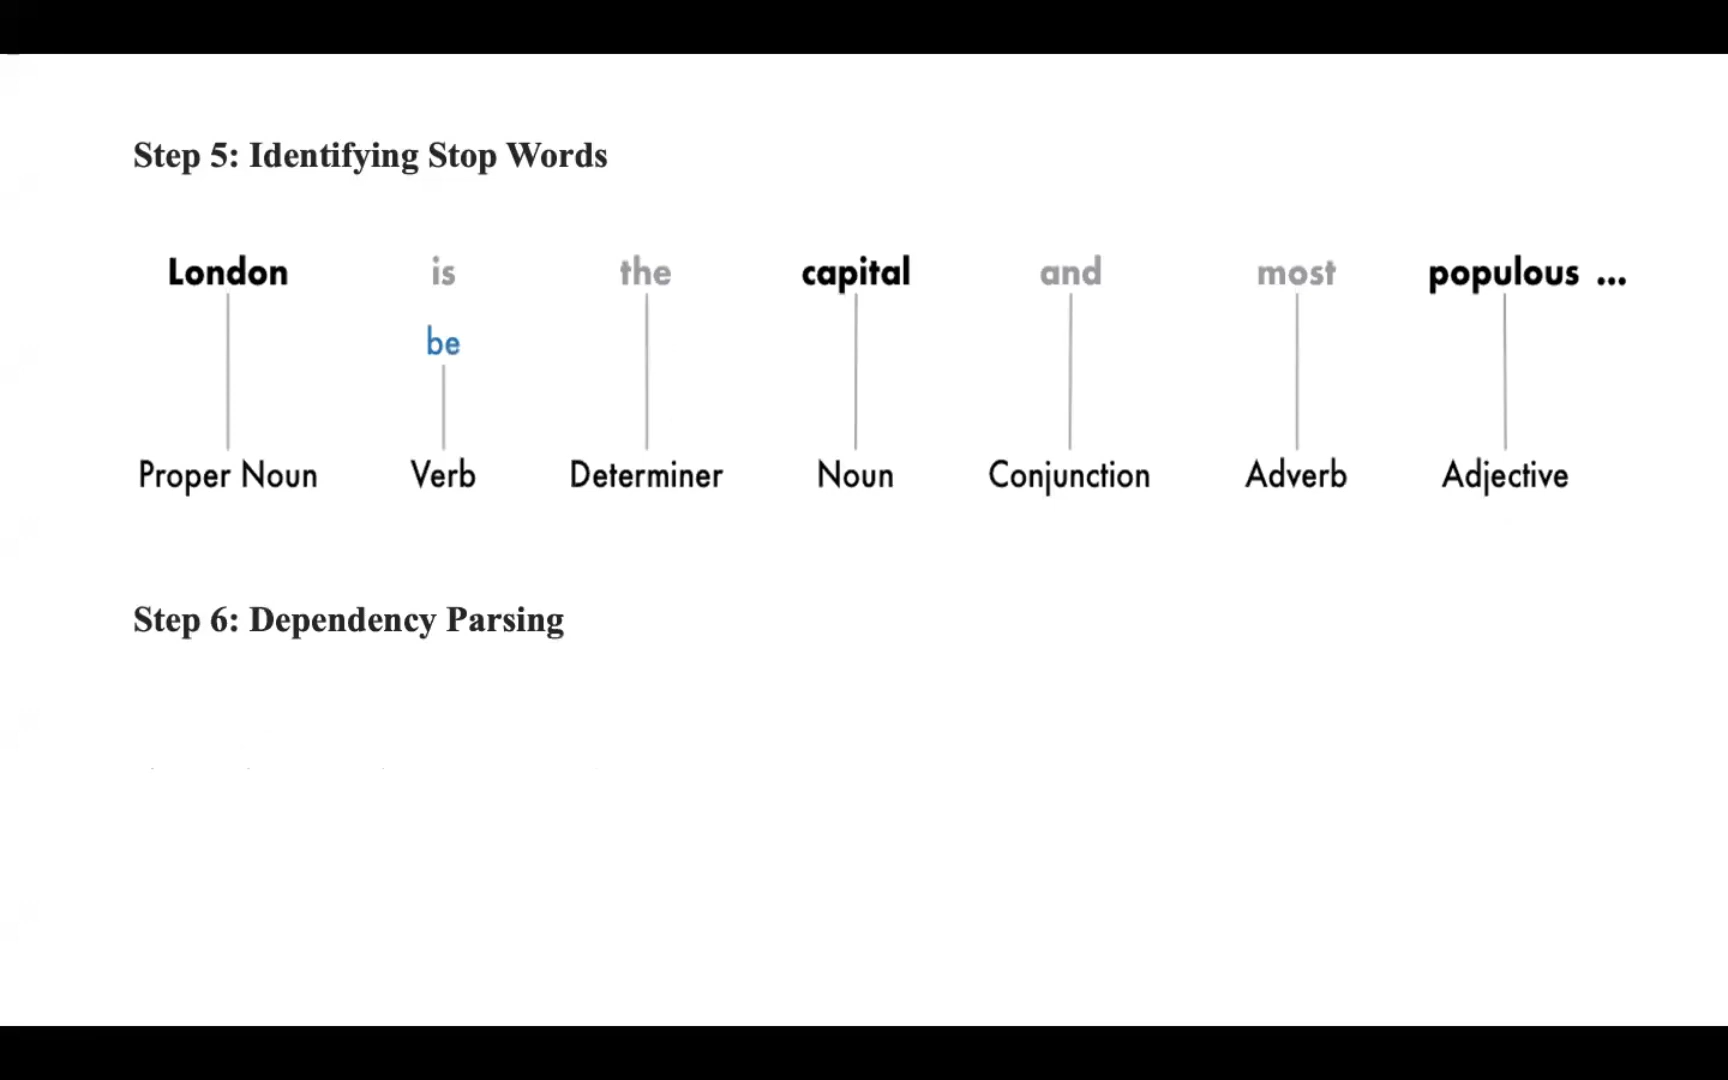 Step 5: Identifying Stop Words
London is the capital and most populous ...
be
Proper Noun Verb Determiner Noun Conjunction Adverb Adjective
Step 6: Dependency Parsing